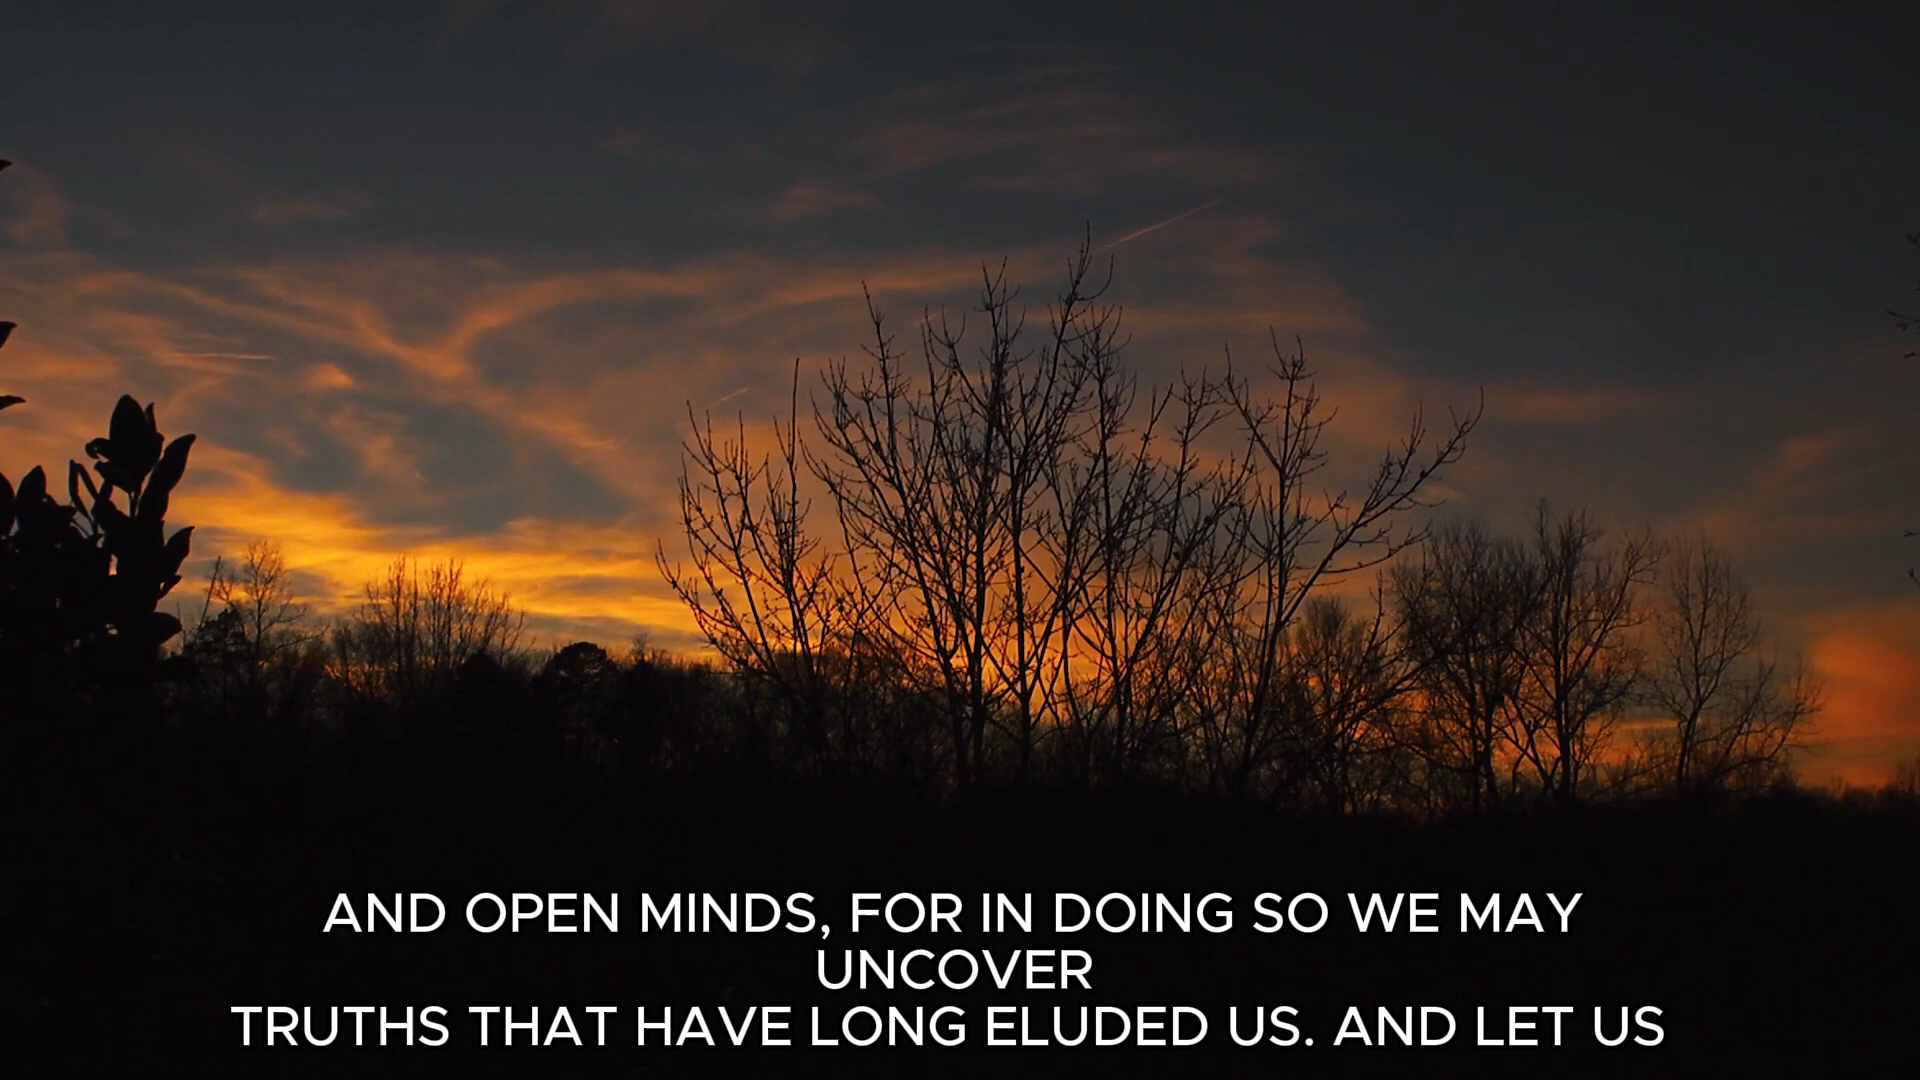 AND OPEN MINDS, FOR IN DOING SO WE MAY
UNCOVER
TRUTHS THAT HAVE LONG ELUDED US. AND LET US